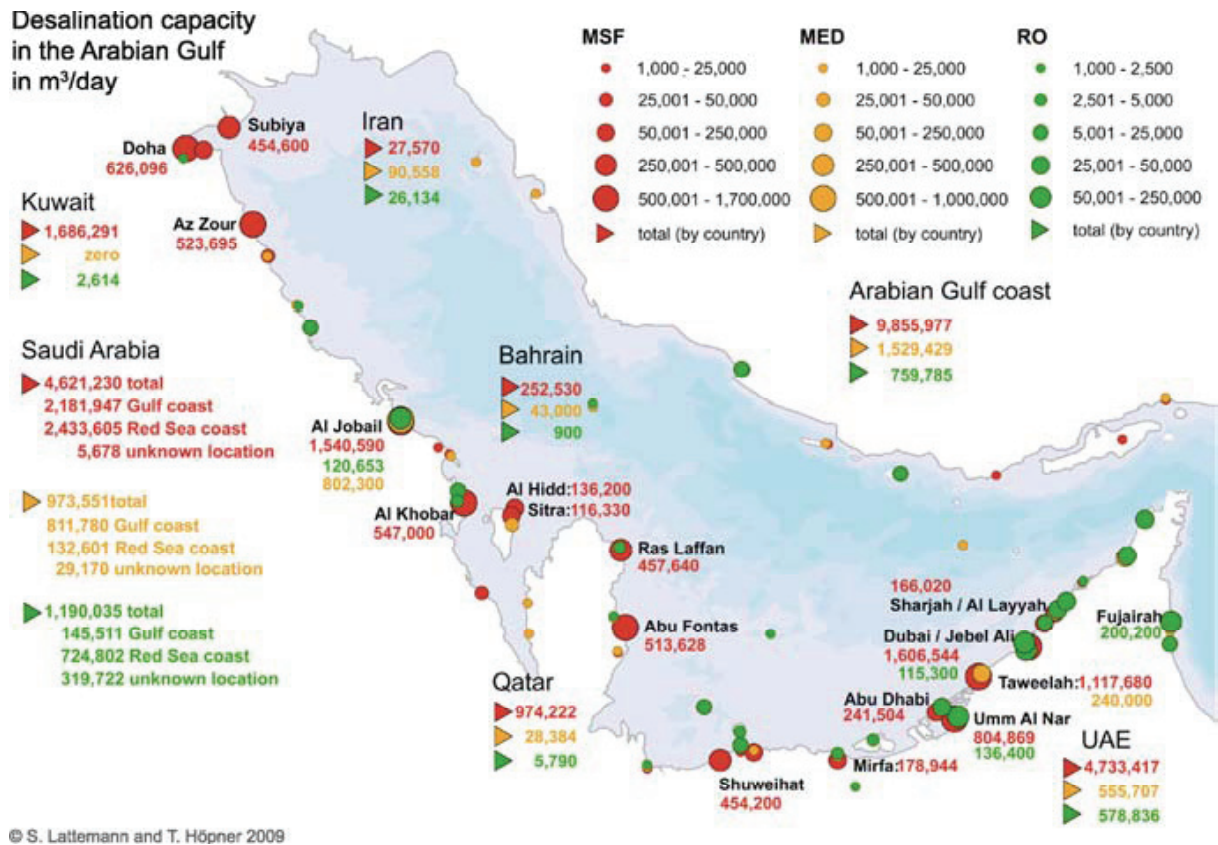 Desalination capacity
in the Arabian Gulf
in m³/day
MSF
1,000 - 25,000
25,001 - 50,000
50,001 - 250,000
250,001 - 500,000
500,001 - 1,700,000
total (by country)
MED
1,000 - 25,000
25,001 - 50,000
50,001 - 250,000
250,001 - 500,000
500,001 - 1,000,000
total (by country)
RO
1,000 - 2,500
2,501 - 5,000
5,001 - 25,000
25,001 - 50,000
50,001 - 250,000
total (by country)
Subiya
454,600
Doha
626,096
Iran
27,570
90,558
26,134
Kuwait
1,686,291
zero
2,614
Az Zour
523,695
Arabian Gulf coast
9,855,977
1,529,429
759,785
Saudi Arabia
4,621,230 total
2,181,947 Gulf coast
2,433,605 Red Sea coast
5,678 unknown location
973,551total
811,780 Gulf coast
132,601 Red Sea coast
29,170 unknown location
1,190,035 total
145,511 Gulf coast
724,802 Red Sea coast
319,722 unknown location
Bahrain
252,530
43,000
900
Al Jobail
1,540,590
120,653
802,300
Al Khobar
547,000
Al Hidd:136,200
Sitra:116,330
Ras Laffan
457,640
Abu Fontas
513,628
Qatar
974,222
28,384
5,790
166,020
Sharjah / Al Layyah
Dubai / Jebel Ali
1,606,544
115,300
Fujairah
200,200
Taweelah:1,117,680
240,000
Abu Dhabi
241,504
Umm Al Nar
804,869
136,400
Mirfa:178,944
Shuweihat
454,200
UAE
4,733,417
555,707
578,836
© S. Lattemann and T. Höpner 2009